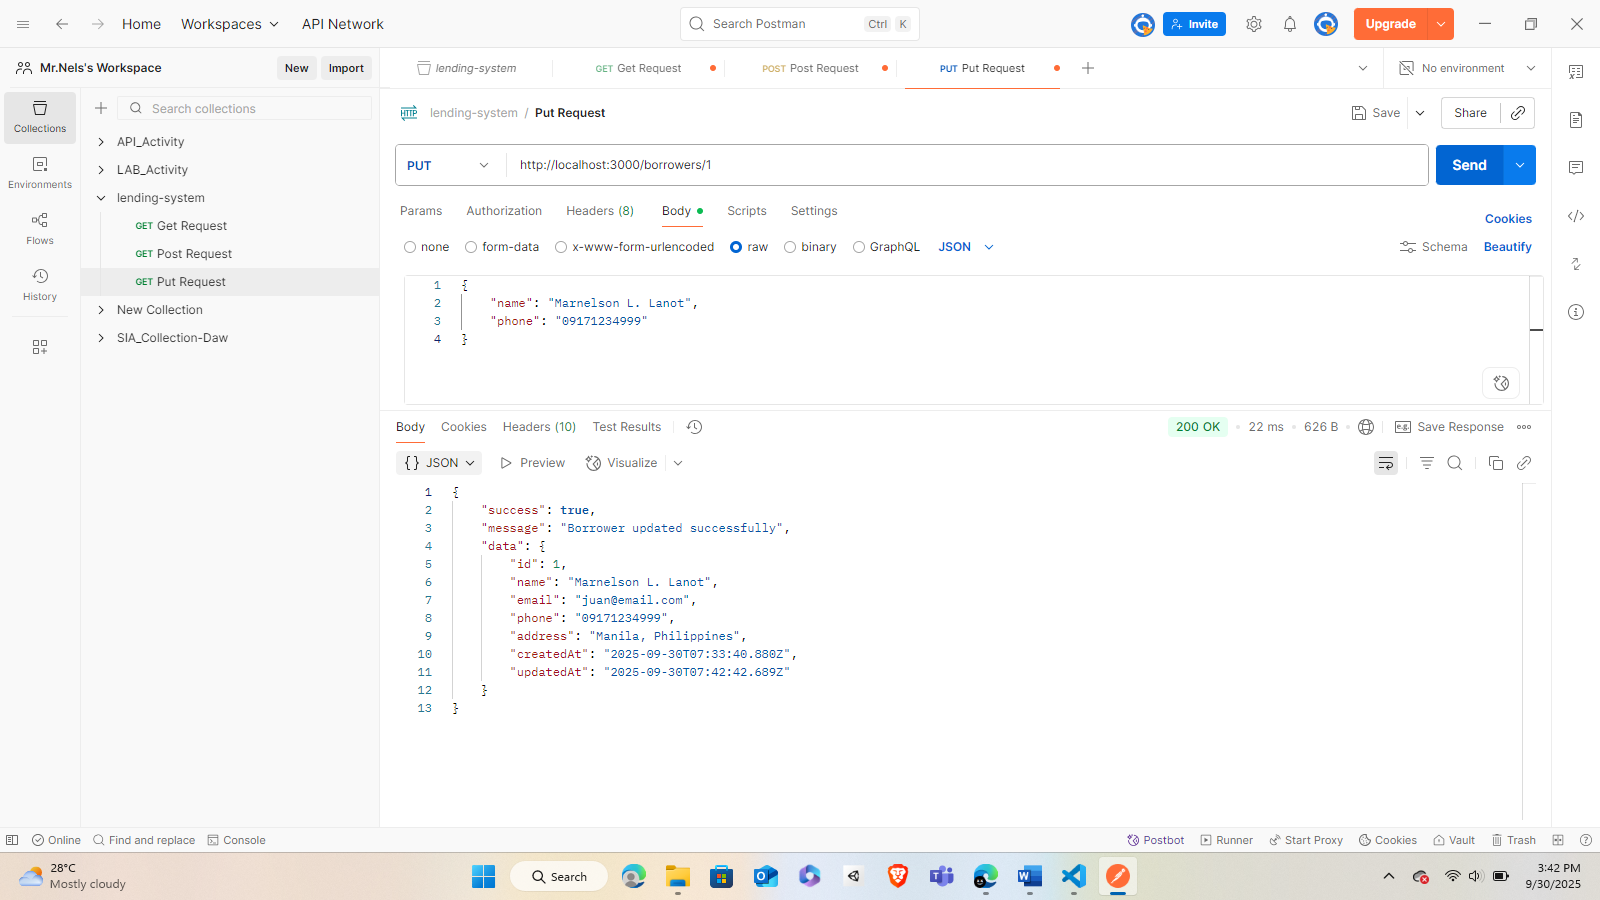 Home
Workspaces
API Network
Search Postman
Ctrl K
Invite
Upgrade
Mr.Nels's Workspace
New
Import
lending-system
GET Get Request
POST Post Request
PUT Put Request
No environment
Collections
Environments
Flows
History
Search collections
API_Activity
LAB_Activity
lending-system
GET Get Request
GET Post Request
GET Put Request
New Collection
SIA_Collection-Daw
HTTP lending-system / Put Request
Save
Share
PUT
http://localhost:3000/borrowers/1
Send
Params
Authorization
Headers (8)
Body
Scripts
Settings
Cookies
none
form-data
x-www-form-urlencoded
raw
binary
GraphQL
JSON
Schema
Beautify
1 {
2 "name": "Marnelson L. Lanot",
3 "phone": "09171234999"
4 }
Body
Cookies
Headers (10)
Test Results
200 OK
22 ms
626 B
e.g. Save Response
{} JSON
Preview
Visualize
1 {
2 "success": true,
3 "message": "Borrower updated successfully",
4 "data": {
5 "id": 1,
6 "name": "Marnelson L. Lanot",
7 "email": "juan@email.com",
8 "phone": "09171234999",
9 "address": "Manila, Philippines",
10 "createdAt": "2025-09-30T07:33:40.880Z",
11 "updatedAt": "2025-09-30T07:42:42.689Z"
12 }
13 }
Online
Find and replace
Console
Postbot
Runner
Start Proxy
Cookies
Vault
Trash
28°C
Mostly cloudy
Search
3:42 PM
9/30/2025